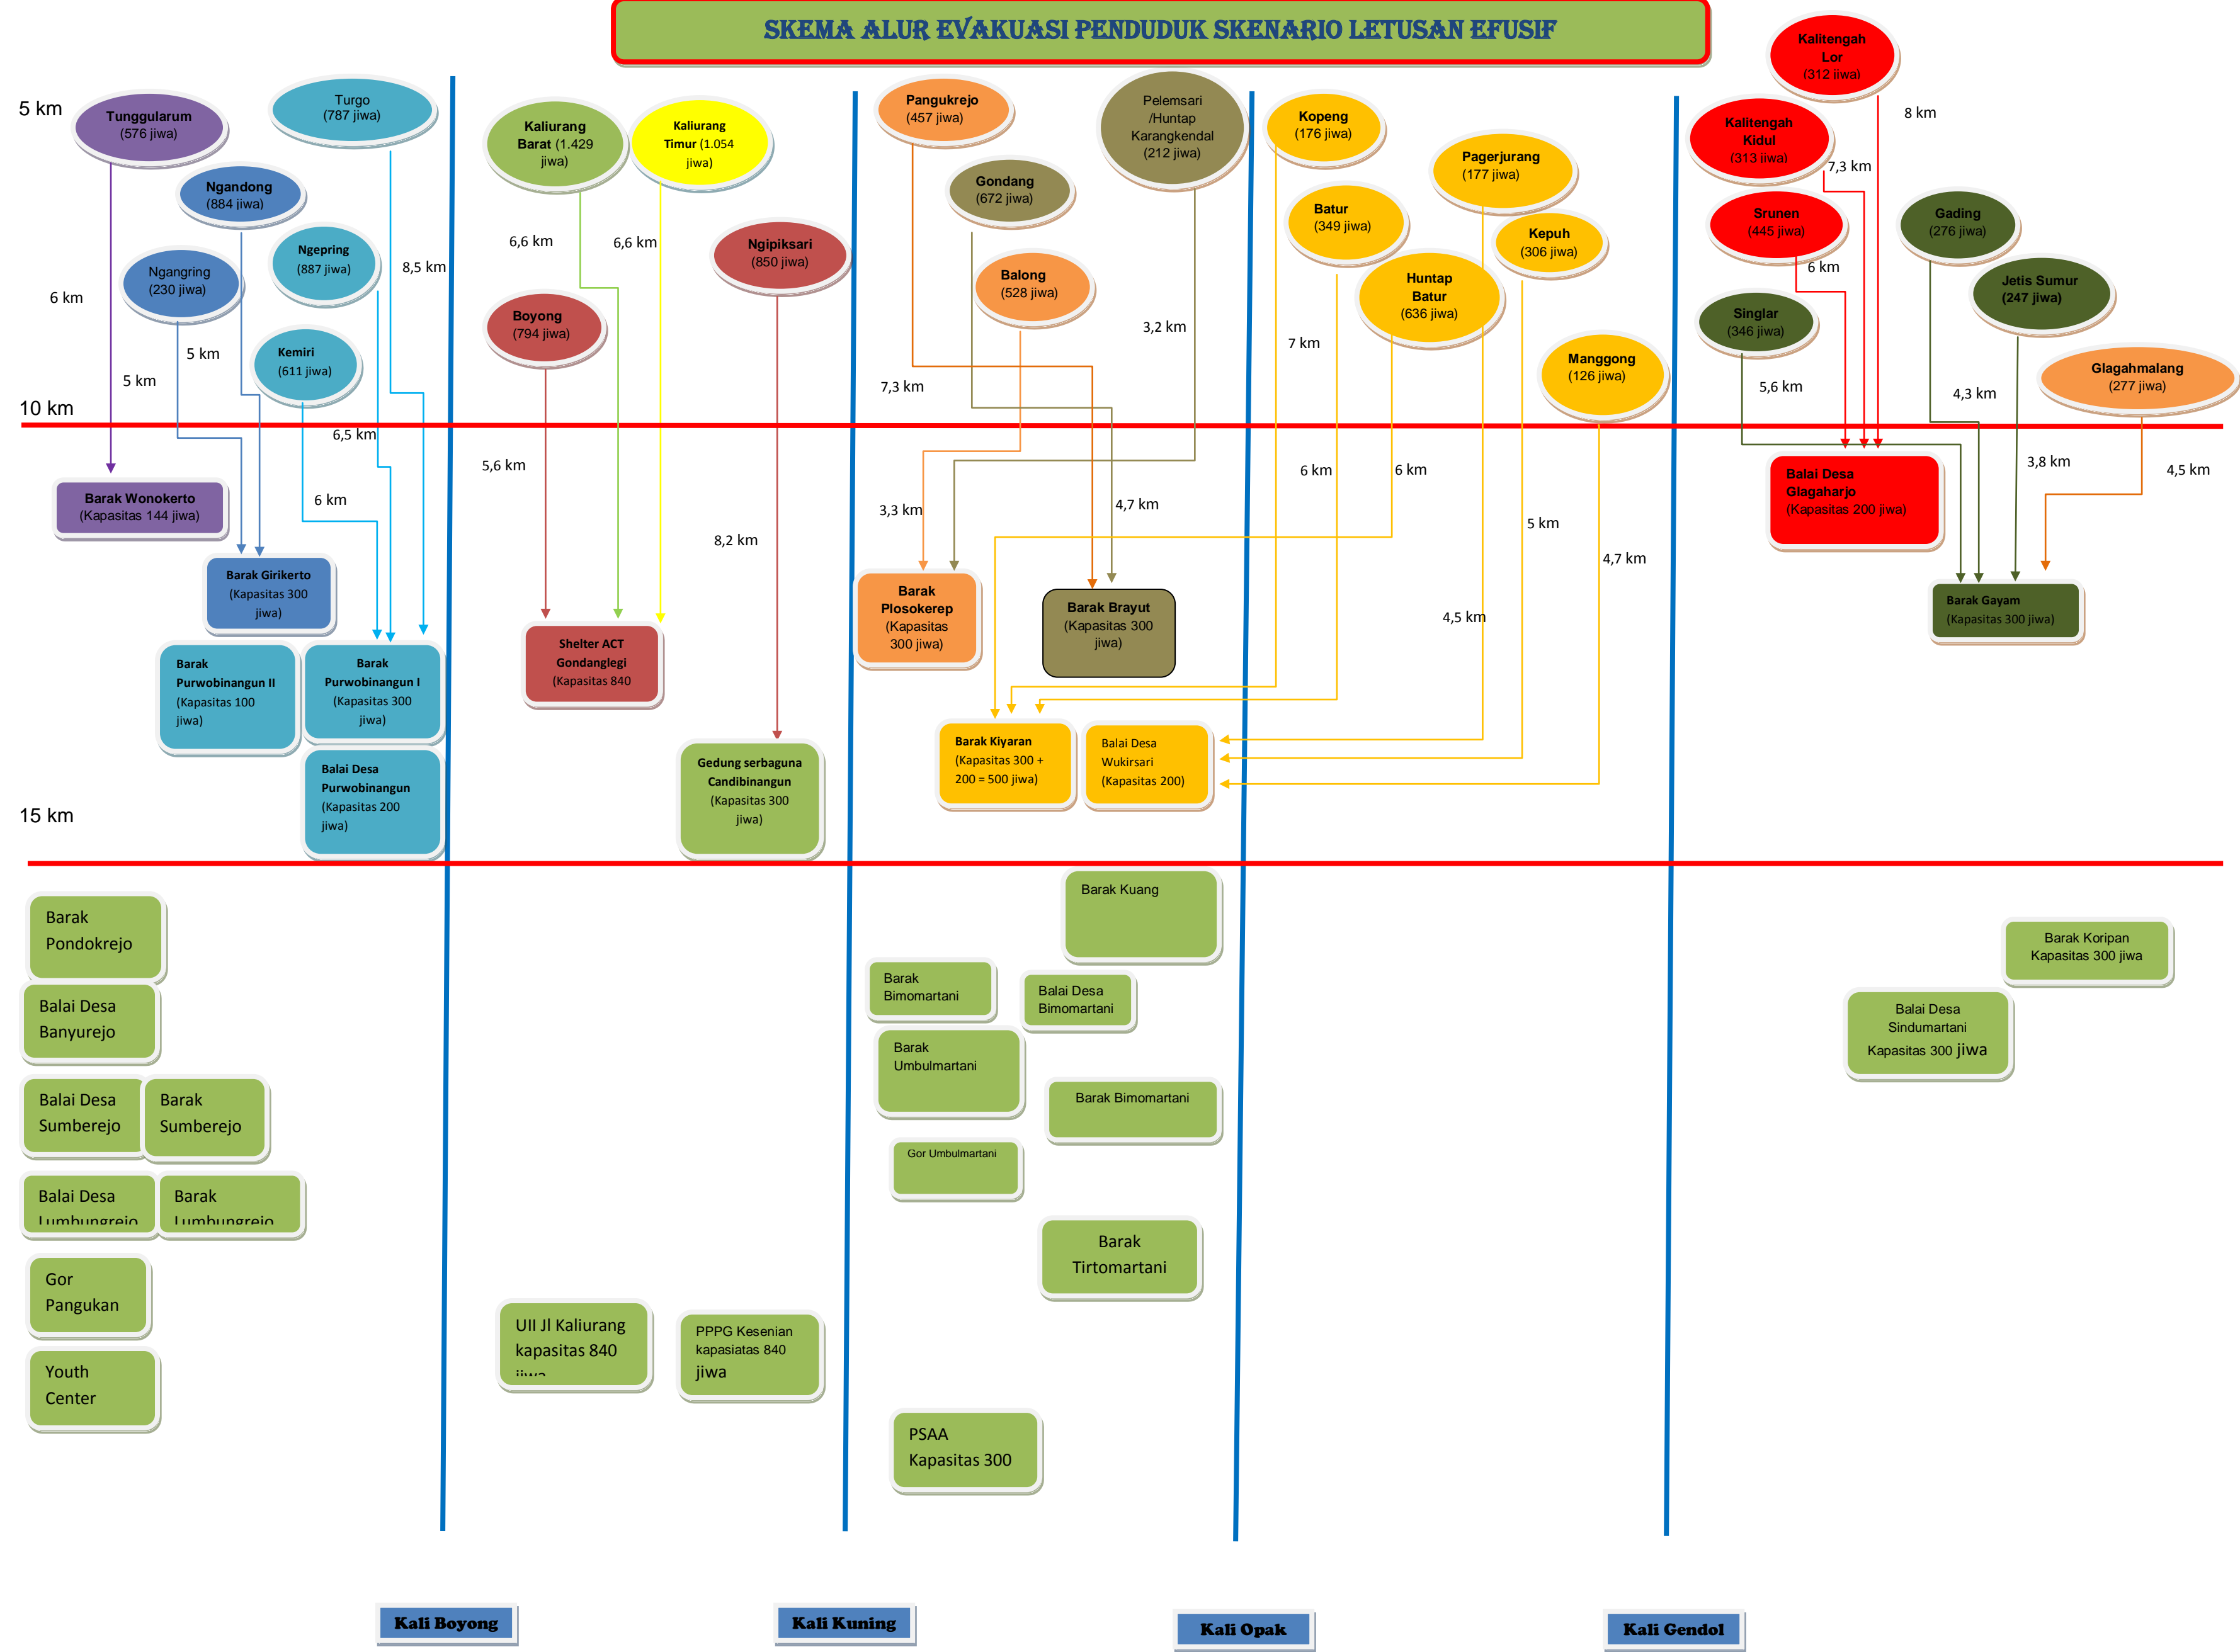 SKEMA ALUR EVAKUASI PENDUDUK SKENARIO LETUSAN EFUSIF
5 km
Tunggularum
(576 jiwa)
Turgo
(787 jiwa)
Ngandong
(884 jiwa)
Ngangring
(230 jiwa)
Ngepring
(887 jiwa)
Kemiri
(611 jiwa)
6 km
5 km
5 km
8,5 km
10 km
6,5 km
6 km
Barak Wonokerto
(Kapasitas 144 jiwa)
Barak Girikerto
(Kapasitas 300
jiwa)
Barak
Purwobinangun II
(Kapasitas 100
jiwa)
Barak
Purwobinangun I
(Kapasitas 300
jiwa)
Balai Desa
Purwobinangun
(Kapasitas 200
jiwa)
15 km
Kaliurang
Barat (1.429
jiwa)
Kaliurang
Timur (1.054
jiwa)
6,6 km
6,6 km
Ngipiksari
(850 jiwa)
Boyong
(794 jiwa)
5,6 km
8,2 km
Shelter ACT
Gondanglegi
(Kapasitas 840
Gedung serbaguna
Candibinangun
(Kapasitas 300
jiwa)
Pangukrejo
(457 jiwa)
Pelemsari
/Huntap
Karangkendal
(212 jiwa)
Gondang
(672 jiwa)
Balong
(528 jiwa)
3,2 km
7,3 km
3,3 km
4,7 km
Barak
Plosokerep
(Kapasitas
300 jiwa)
Barak Brayut
(Kapasitas 300
jiwa)
Barak Kiyaran
(Kapasitas 300 +
200 = 500 jiwa)
Balai Desa
Wukirsari
(Kapasitas 200)
Kopeng
(176 jiwa)
Pagerjurang
(177 jiwa)
Batur
(349 jiwa)
Kepuh
(306 jiwa)
Huntap
Batur
(636 jiwa)
Manggong
(126 jiwa)
7 km
6 km
6 km
5 km
4,7 km
4,5 km
Kalitengah
Lor
(312 jiwa)
8 km
Kalitengah
Kidul
(313 jiwa)
7,3 km
Srunen
(445 jiwa)
6 km
Gading
(276 jiwa)
Jetis Sumur
(247 jiwa)
Singlar
(346 jiwa)
Glagahmalang
(277 jiwa)
5,6 km
4,3 km
3,8 km
4,5 km
Balai Desa
Glagaharjo
(Kapasitas 200 jiwa)
Barak Gayam
(Kapasitas 300 jiwa)
Barak
Pondokrejo
Balai Desa
Banyurejo
Balai Desa
Sumberejo
Barak
Sumberejo
Balai Desa
Lumbungrejo
Barak
Lumbungrejo
Gor
Pangukan
Youth
Center
UII Jl Kaliurang
kapasitas 840
jiwa
PPPG Kesenian
kapasiatas 840
jiwa
Barak Kuang
Barak
Bimomartani
Balai Desa
Bimomartani
Barak
Umbulmartani
Barak Bimomartani
Gor Umbulmartani
Barak
Tirtomartani
PSAA
Kapasitas 300
Barak Koripan
Kapasitas 300 jiwa
Balai Desa
Sindumartani
Kapasitas 300 jiwa
Kali Boyong
Kali Kuning
Kali Opak
Kali Gendol